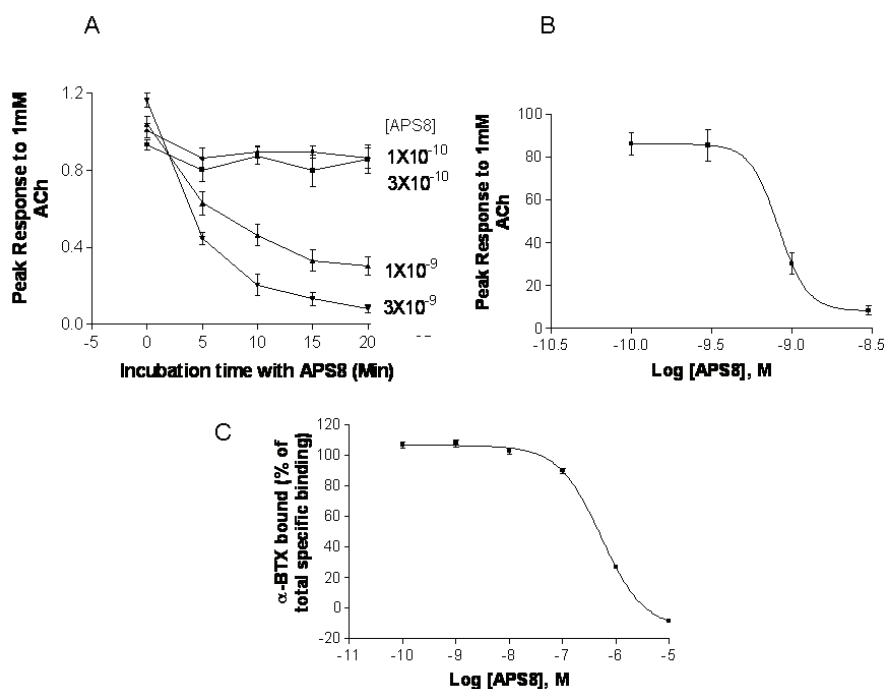 A
Peak Response to 1mM
ACh
1.2
0.8
0.4
0.0
-5
0
5
10
15
20
--
Incubation time with APS8 (Min)
[APS8]
1X10-10
3X10-10
1X10-9
3X10-9
B
Peak Response to 1mM
ACh
100
80
60
40
20
0
-10.5
-10.0
-9.5
-9.0
-8.5
Log [APS8], M
C
α-BTX bound (% of
total specific binding)
120
100
80
60
40
20
0
-20
-11
-10
-9
-8
-7
-6
-5
Log [APS8], M